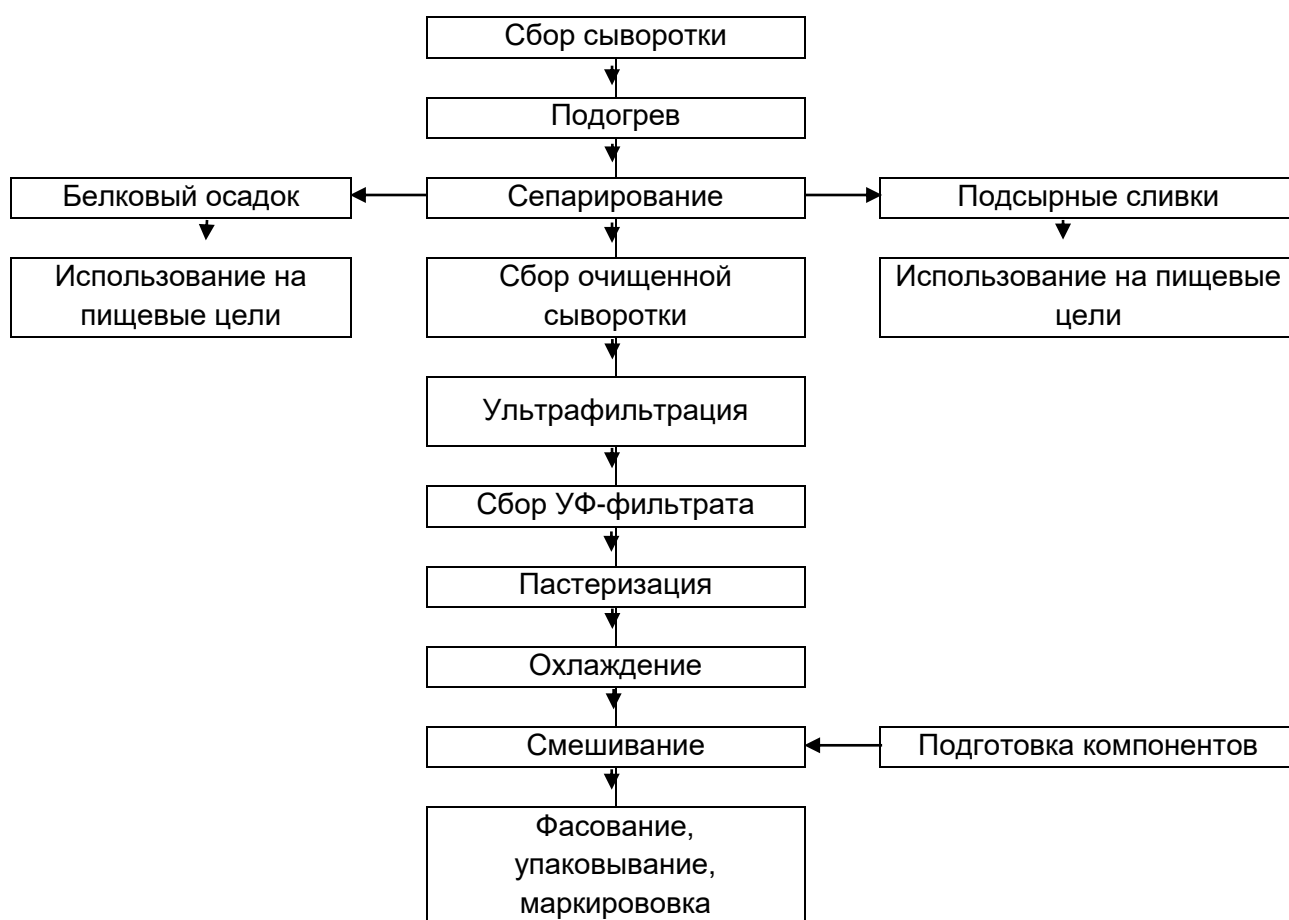 Сбор сыворотки
Подогрев
Белковый осадок
Сепарирование
Подсырные сливки
Использование на
пищевые цели
Сбор очищенной
сыворотки
Использование на пищевые
цели
Ультрафильтрация
Сбор УФ-фильтрата
Пастеризация
Охлаждение
Смешивание
Подготовка компонентов
Фасование,
упаковывание,
маркирововка